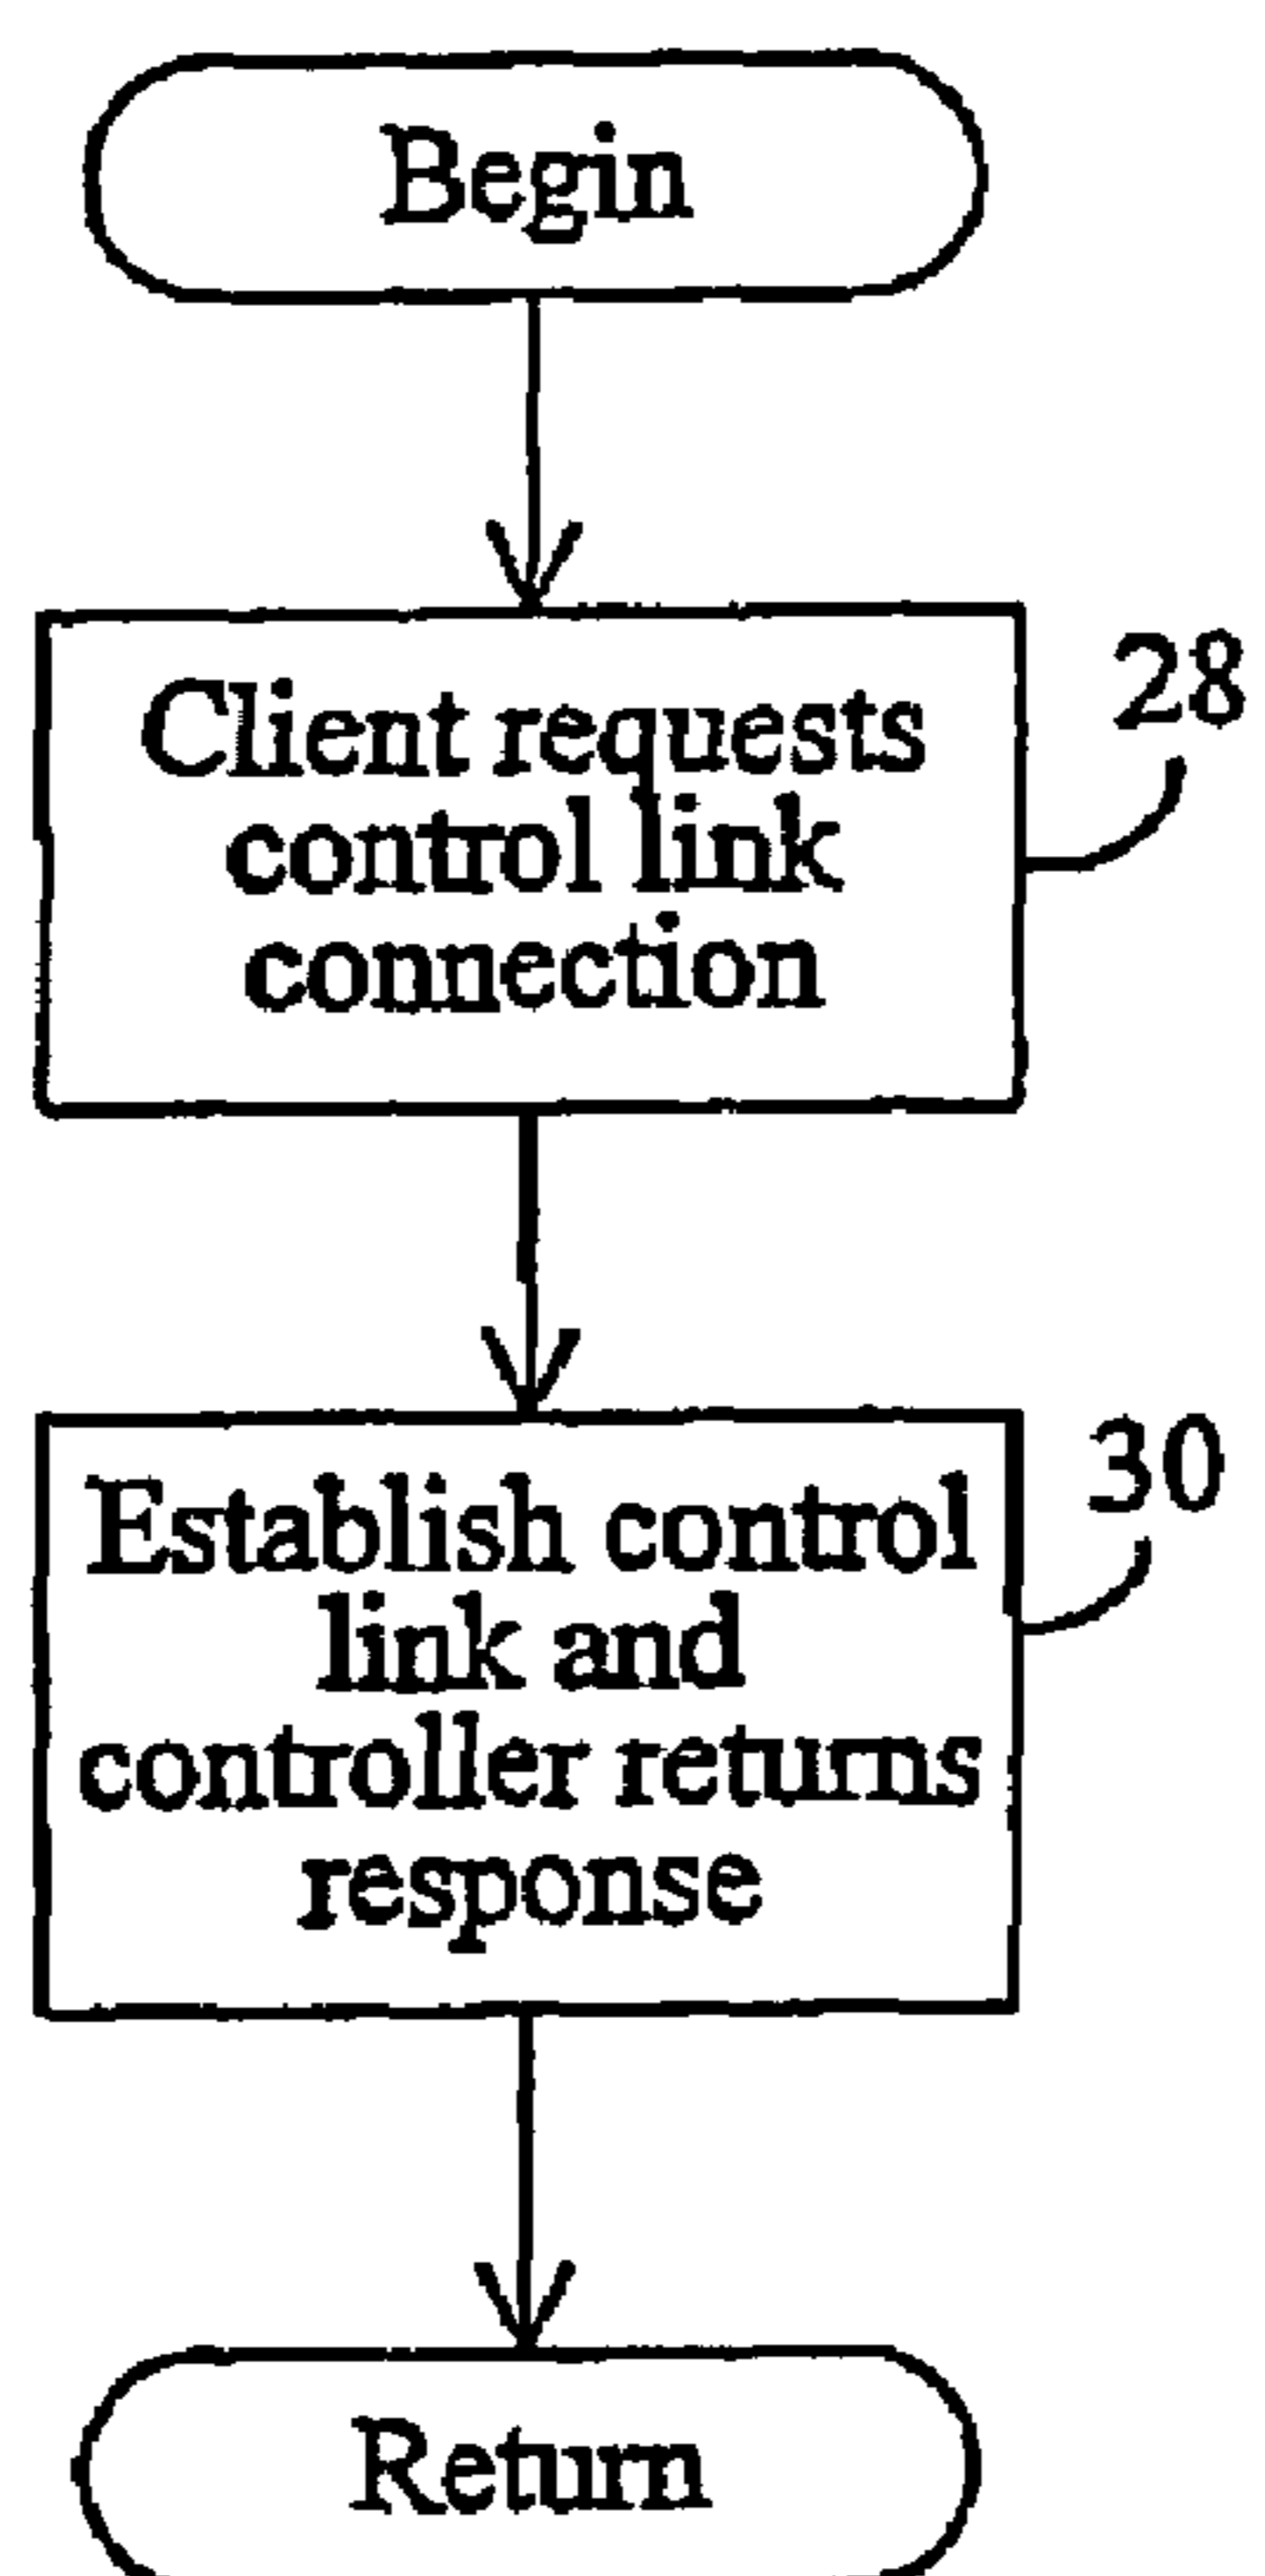 Begin
Client requests
control link
connection
28
Establish control
link and
controller returns
response
30
Return